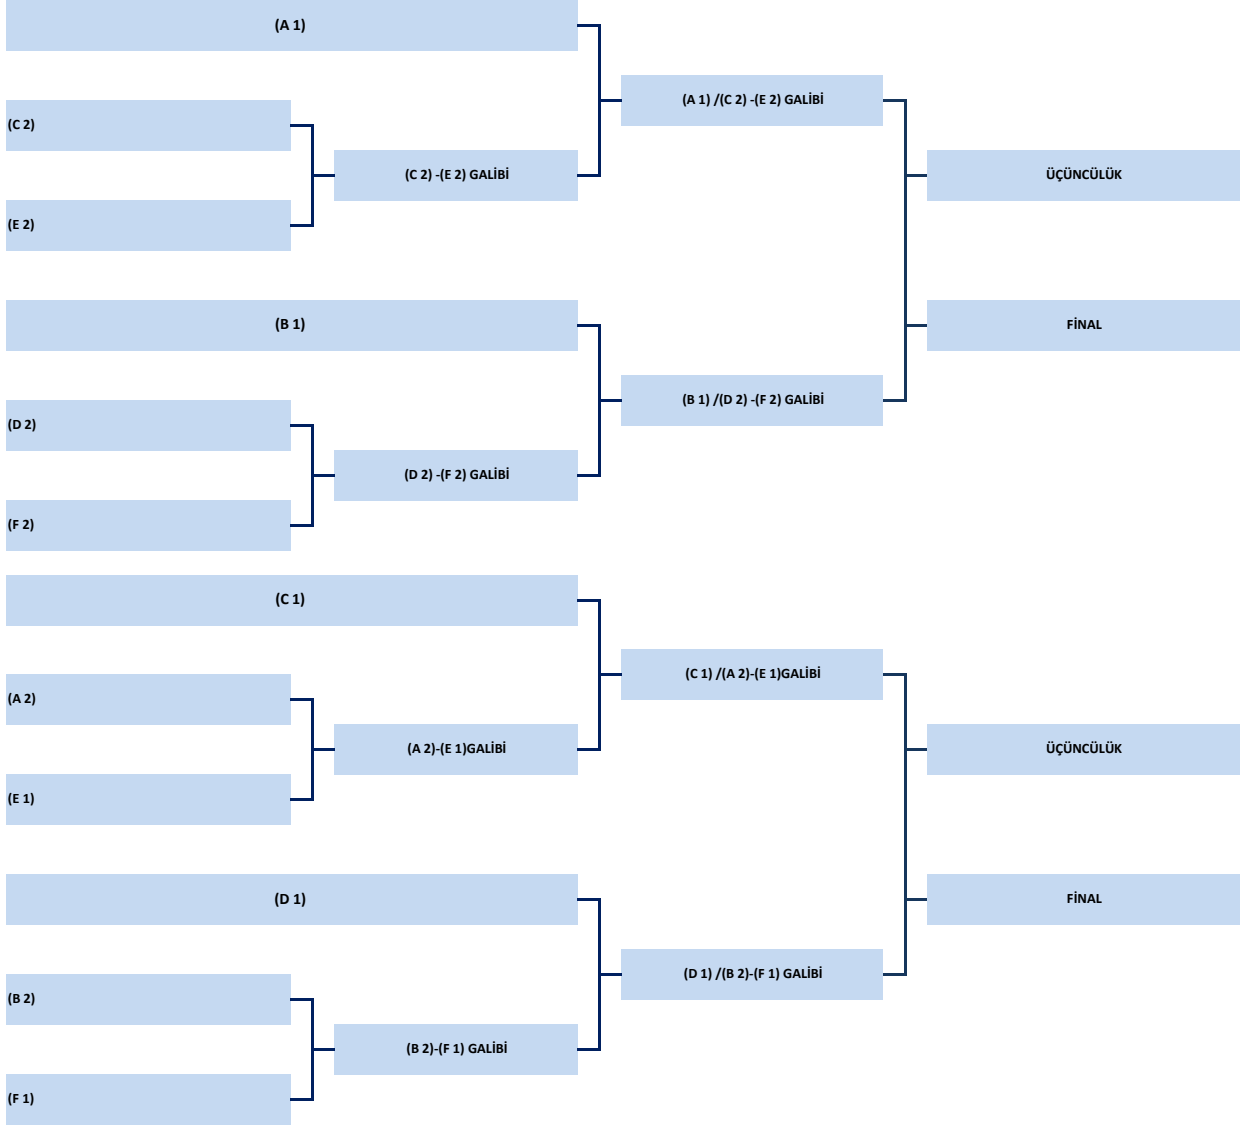 (A 1)
(A 1) /(C 2) -(E 2) GALİBİ
(C 2)
(C 2) -(E 2) GALİBİ
ÜÇÜNCÜLÜK
(E 2)
(B 1)
FİNAL
(B 1) /(D 2) -(F 2) GALİBİ
(D 2)
(D 2) -(F 2) GALİBİ
(F 2)
(C 1)
(C 1) /(A 2)-(E 1)GALİBİ
(A 2)
(A 2)-(E 1)GALİBİ
ÜÇÜNCÜLÜK
(E 1)
(D 1)
FİNAL
(D 1) /(B 2)-(F 1) GALİBİ
(B 2)
(B 2)-(F 1) GALİBİ
(F 1)